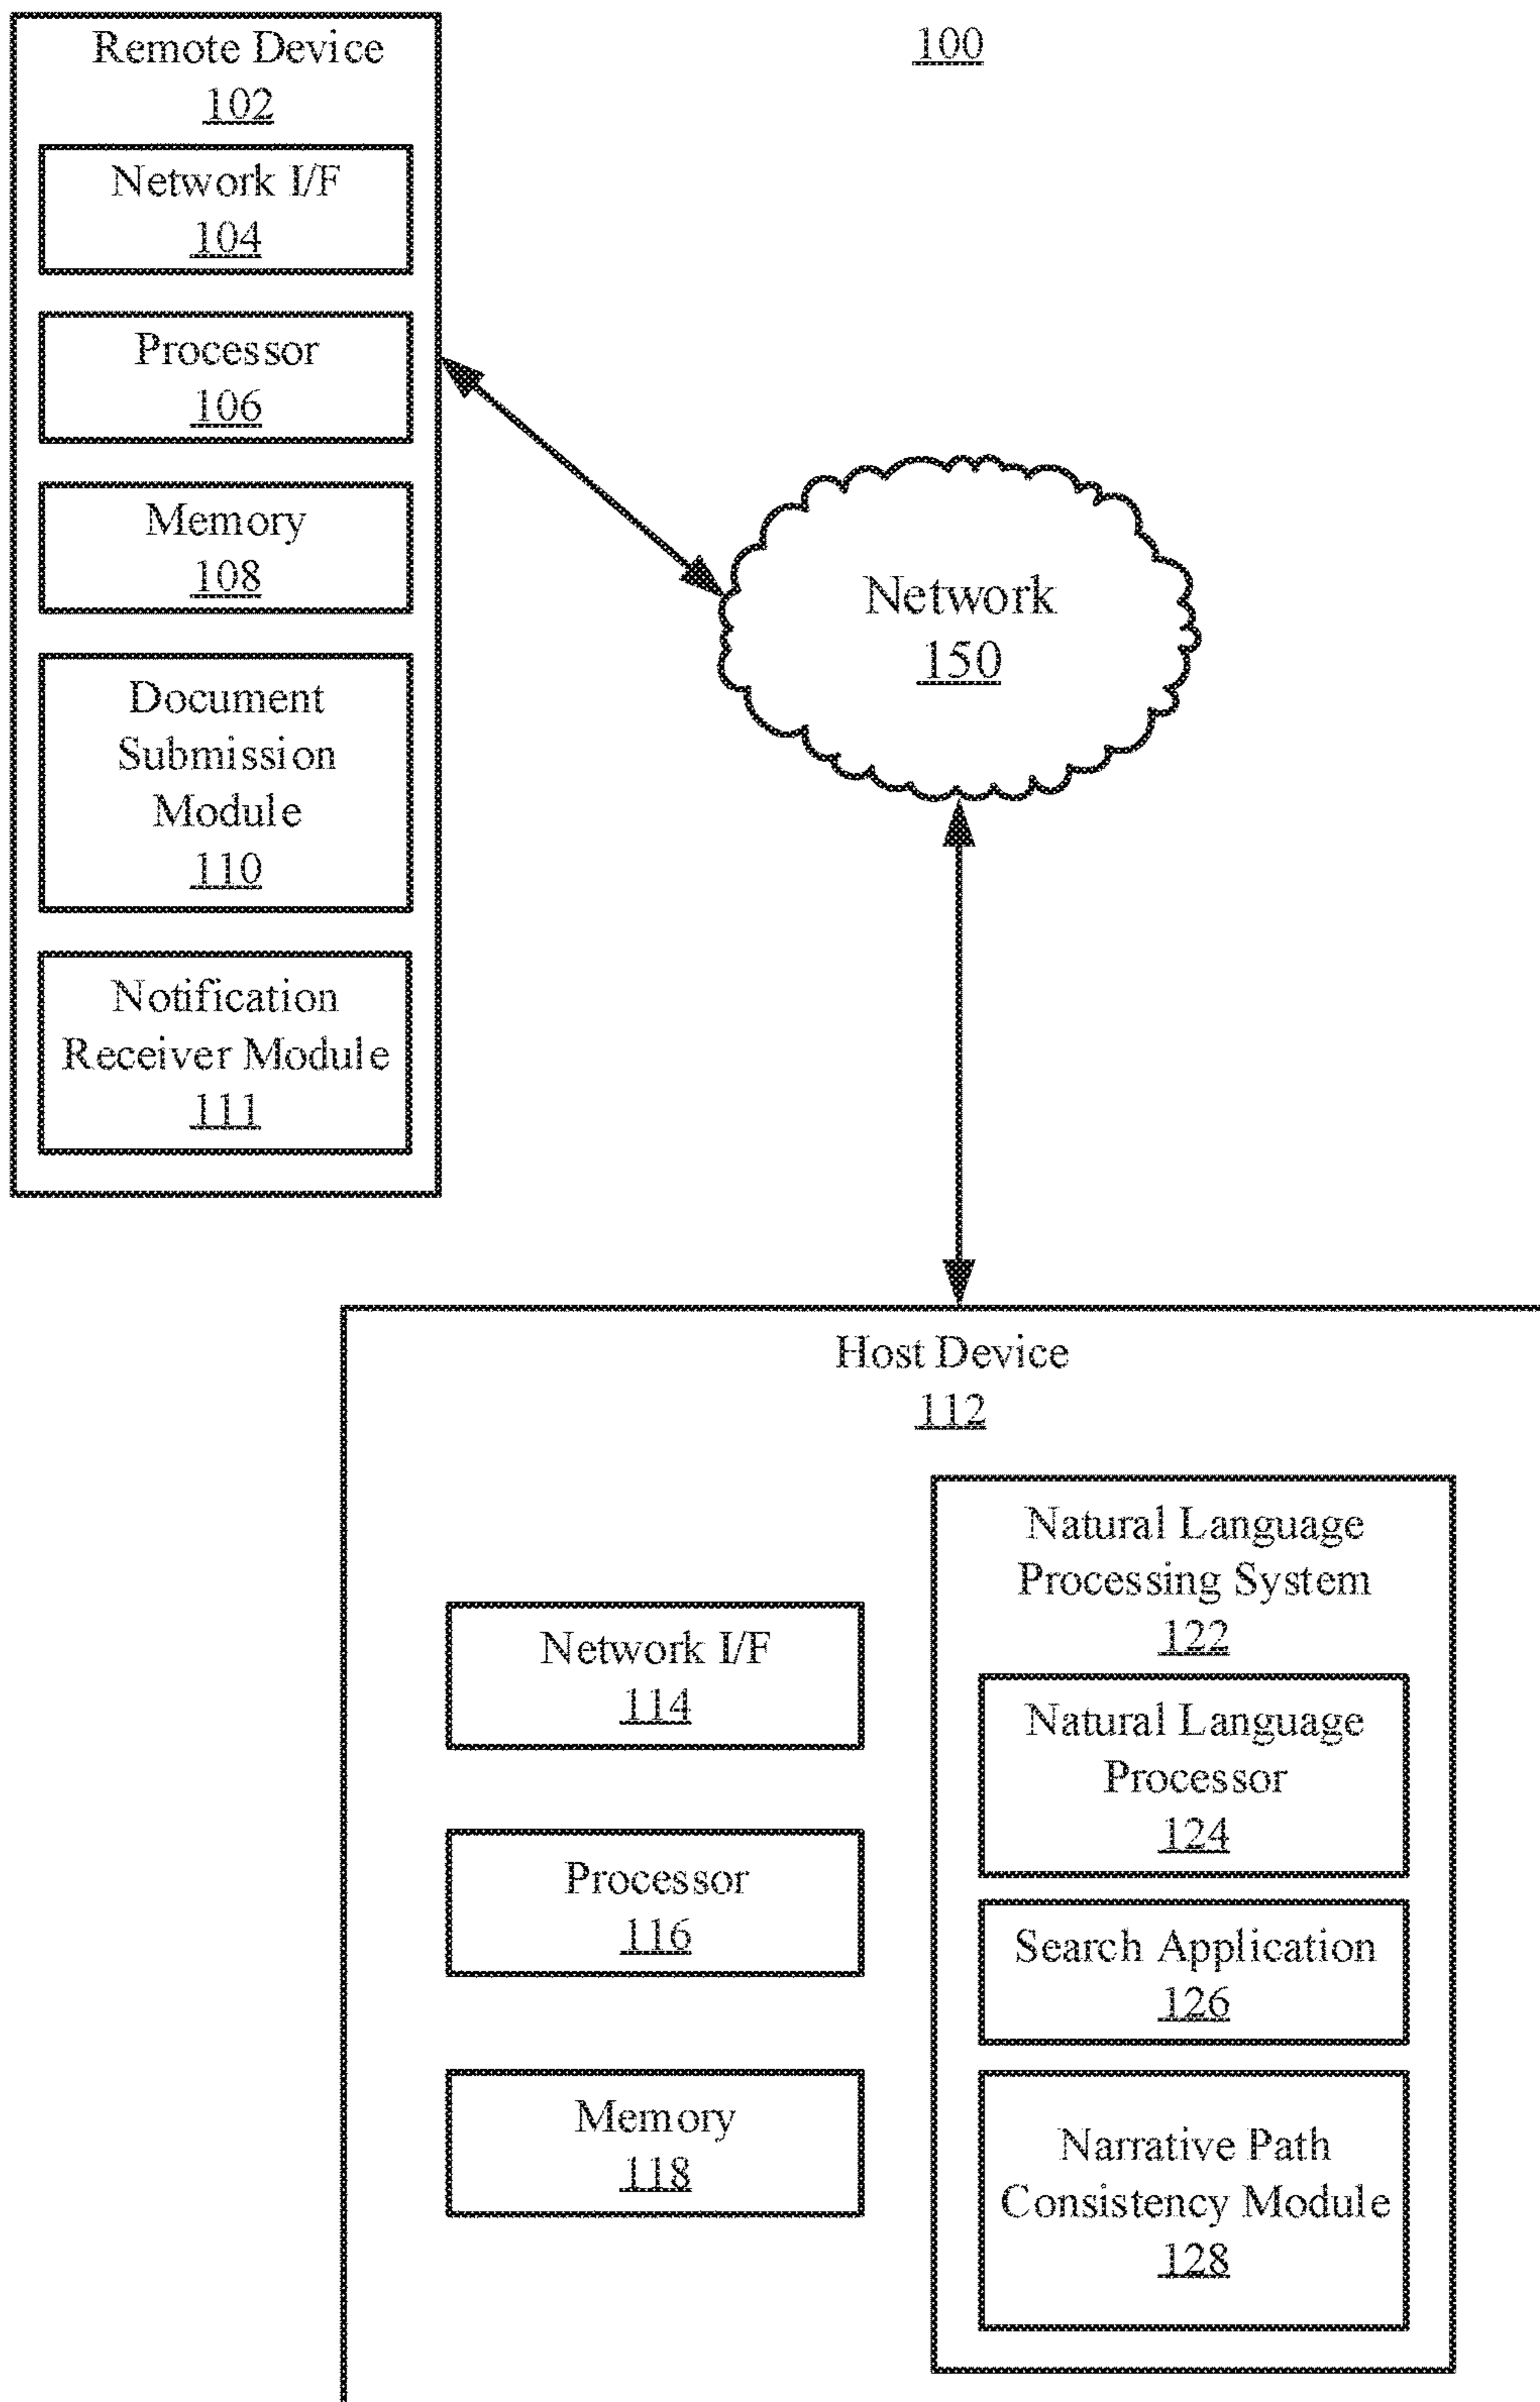 100
Remote Device
102
Network I/F
104
Processor
106
Memory
108
Document
Submission
Module
110
Notification
Receiver Module
111
Network
150
Host Device
112
Network I/F
114
Processor
116
Memory
118
Natural Language
Processing System
122
Natural Language
Processor
124
Search Application
126
Narrative Path
Consistency Module
128